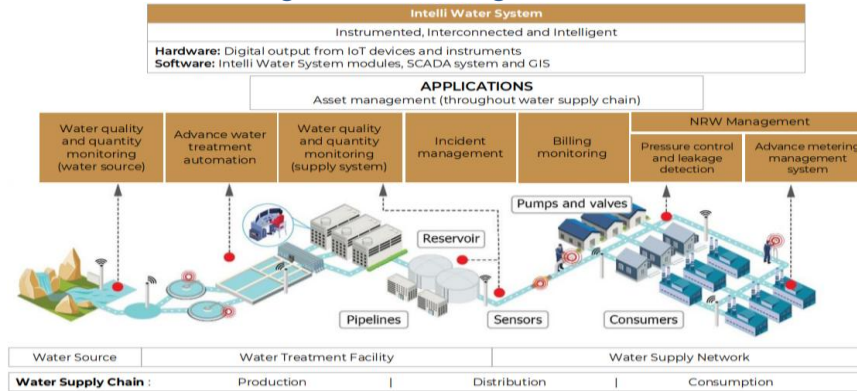 Intelli Water System
Instrumented, Interconnected and Intelligent
Hardware: Digital output from IoT devices and instruments
Software: Intelli Water System modules, SCADA system and GIS
APPLICATIONS
Asset management (throughout water supply chain)
Water quality
and quantity
monitoring
(water source)
Advance water
treatment
automation
Water quality
and quantity
monitoring
(supply system)
Incident
management
Billing
monitoring
NRW Management
Pressure control
and leakage
detection
Advance metering
management
system
Pumps and valves
Reservoir
Pipelines
Sensors
Consumers
Water Source
Water Treatment Facility
Water Supply Network
Water Supply Chain : Production | Distribution | Consumption